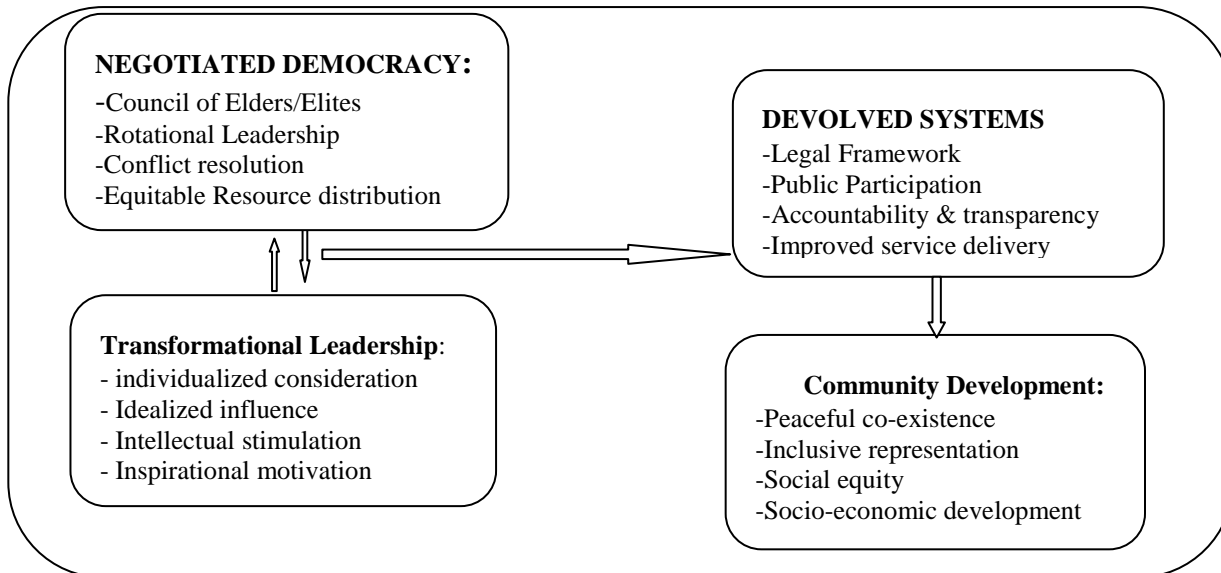 NEGOTIATED DEMOCRACY:
-Council of Elders/Elites
-Rotational Leadership
-Conflict resolution
-Equitable Resource distribution
DEVOLVED SYSTEMS
-Legal Framework
-Public Participation
-Accountability & transparency
-Improved service delivery
Transformational Leadership:
- individualized consideration
- Idealized influence
- Intellectual stimulation
- Inspirational motivation
Community Development:
-Peaceful co-existence
-Inclusive representation
-Social equity
-Socio-economic development